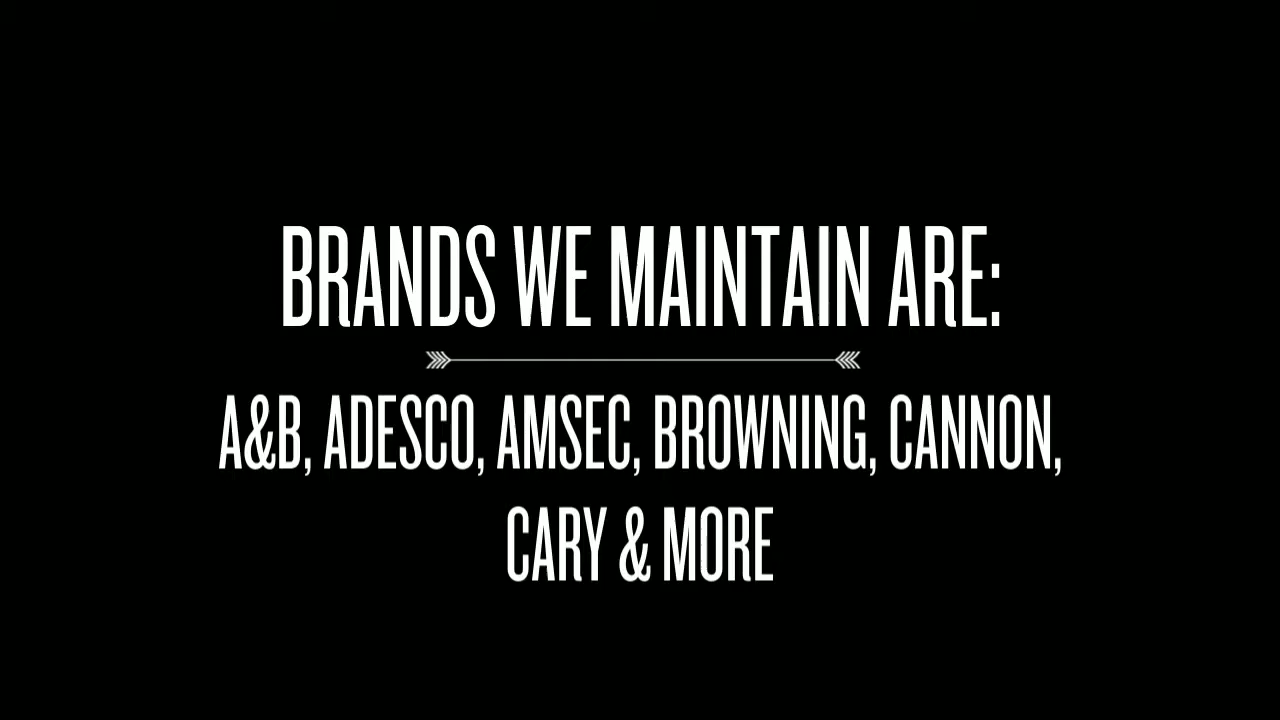 BRANDS WE MAINTAIN ARE:
A&B, ADESCO, AMSEC, BROWNING, CANNON,
CARY & MORE